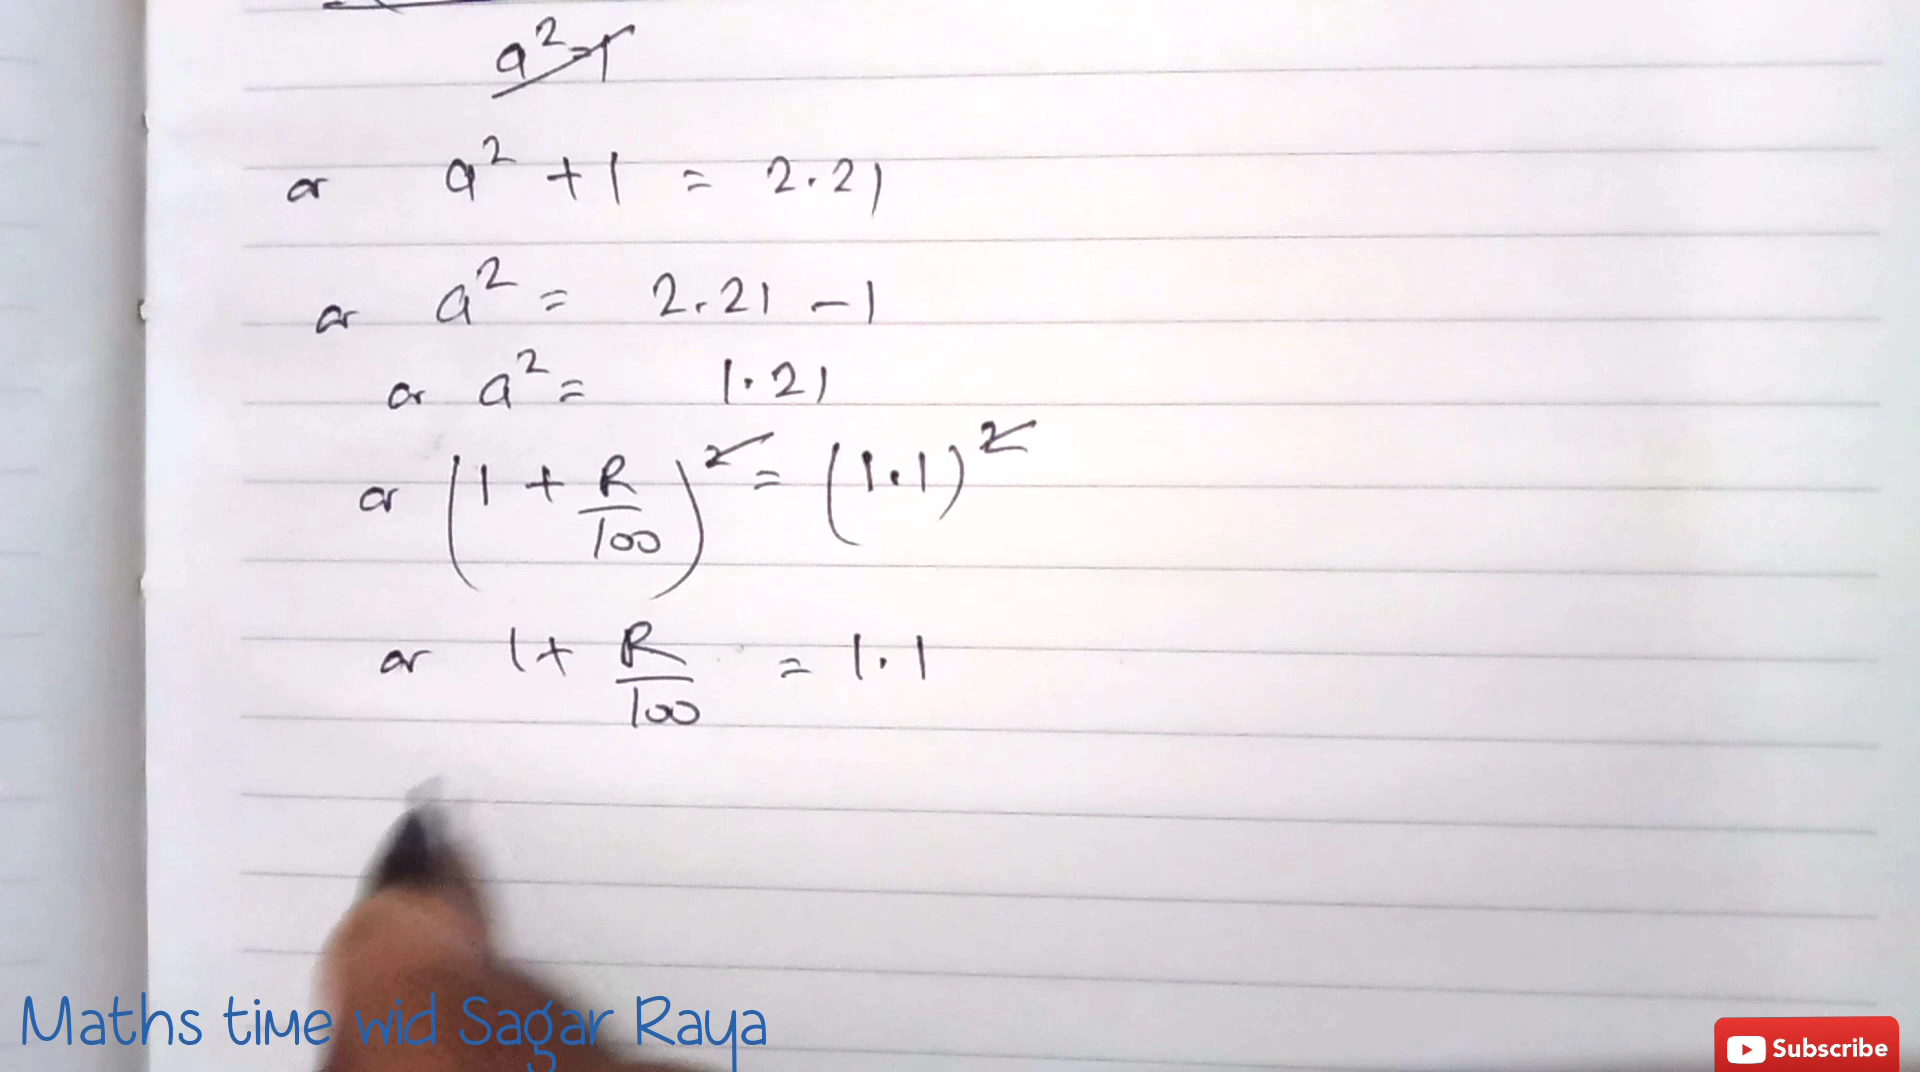 a²-1
or a² + 1 = 2.21
or a² = 2.21 - 1
or a² = 1.21
or (1 + R/100)² = (1.1)²
or 1 + R/100 = 1.1
Maths time wid Sagar Raya
Subscribe